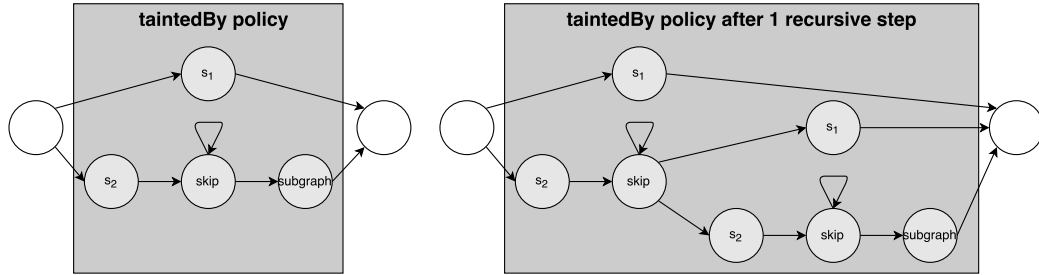 taintedBy policy
s1
s2
skip
subgraph
taintedBy policy after 1 recursive step
s1
s1
s2
skip
s2
skip
subgraph